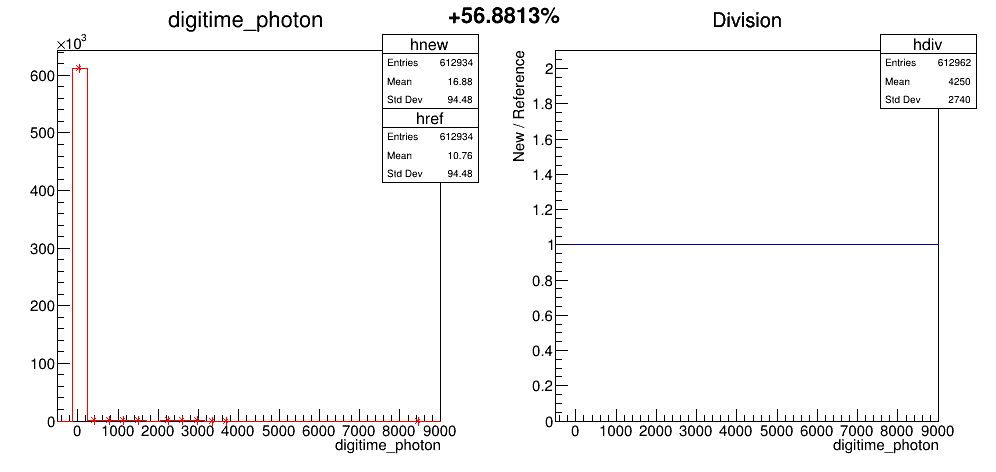 +56.8813%
digitime_photon
×10³
600
500
400
300
200
100
0
0 1000 2000 3000 4000 5000 6000 7000 8000 9000
digitime_photon
hnew
Entries 612934
Mean 16.88
Std Dev 94.48
href
Entries 612934
Mean 10.76
Std Dev 94.48
Division
New / Reference
2
1.8
1.6
1.4
1.2
1
0.8
0.6
0.4
0.2
0
0 1000 2000 3000 4000 5000 6000 7000 8000 9000
digitime_photon
hdiv
Entries 612962
Mean 4250
Std Dev 2740